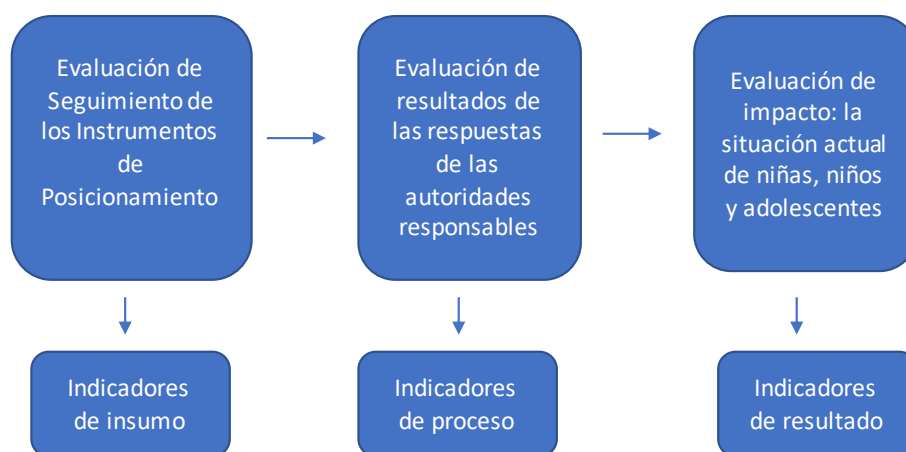 Evaluación de
Seguimiento de
los Instrumentos
de
Posicionamiento
Evaluación de
resultados de
las respuestas
de las
autoridades
responsables
Evaluación de
impacto: la
situación actual
de niñas, niños
y adolescentes
Indicadores
de insumo
Indicadores
de proceso
Indicadores
de resultado